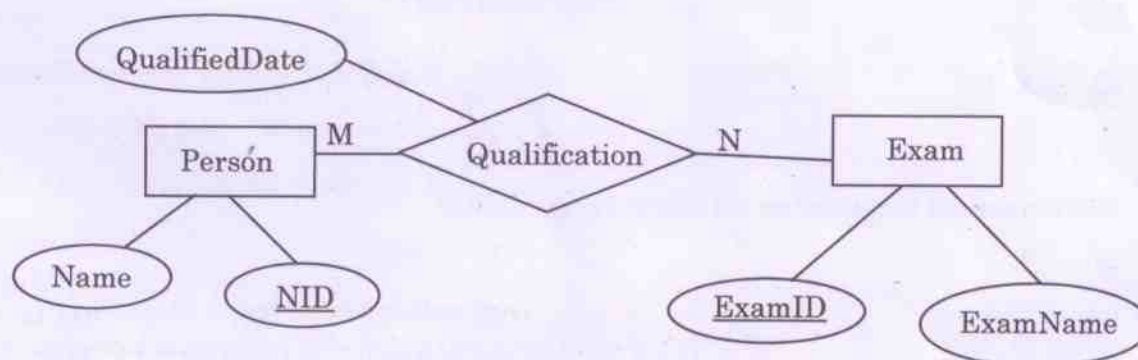 QualifiedDate
Person
M
Qualification
N
Exam
Name
NID
ExamID
ExamName